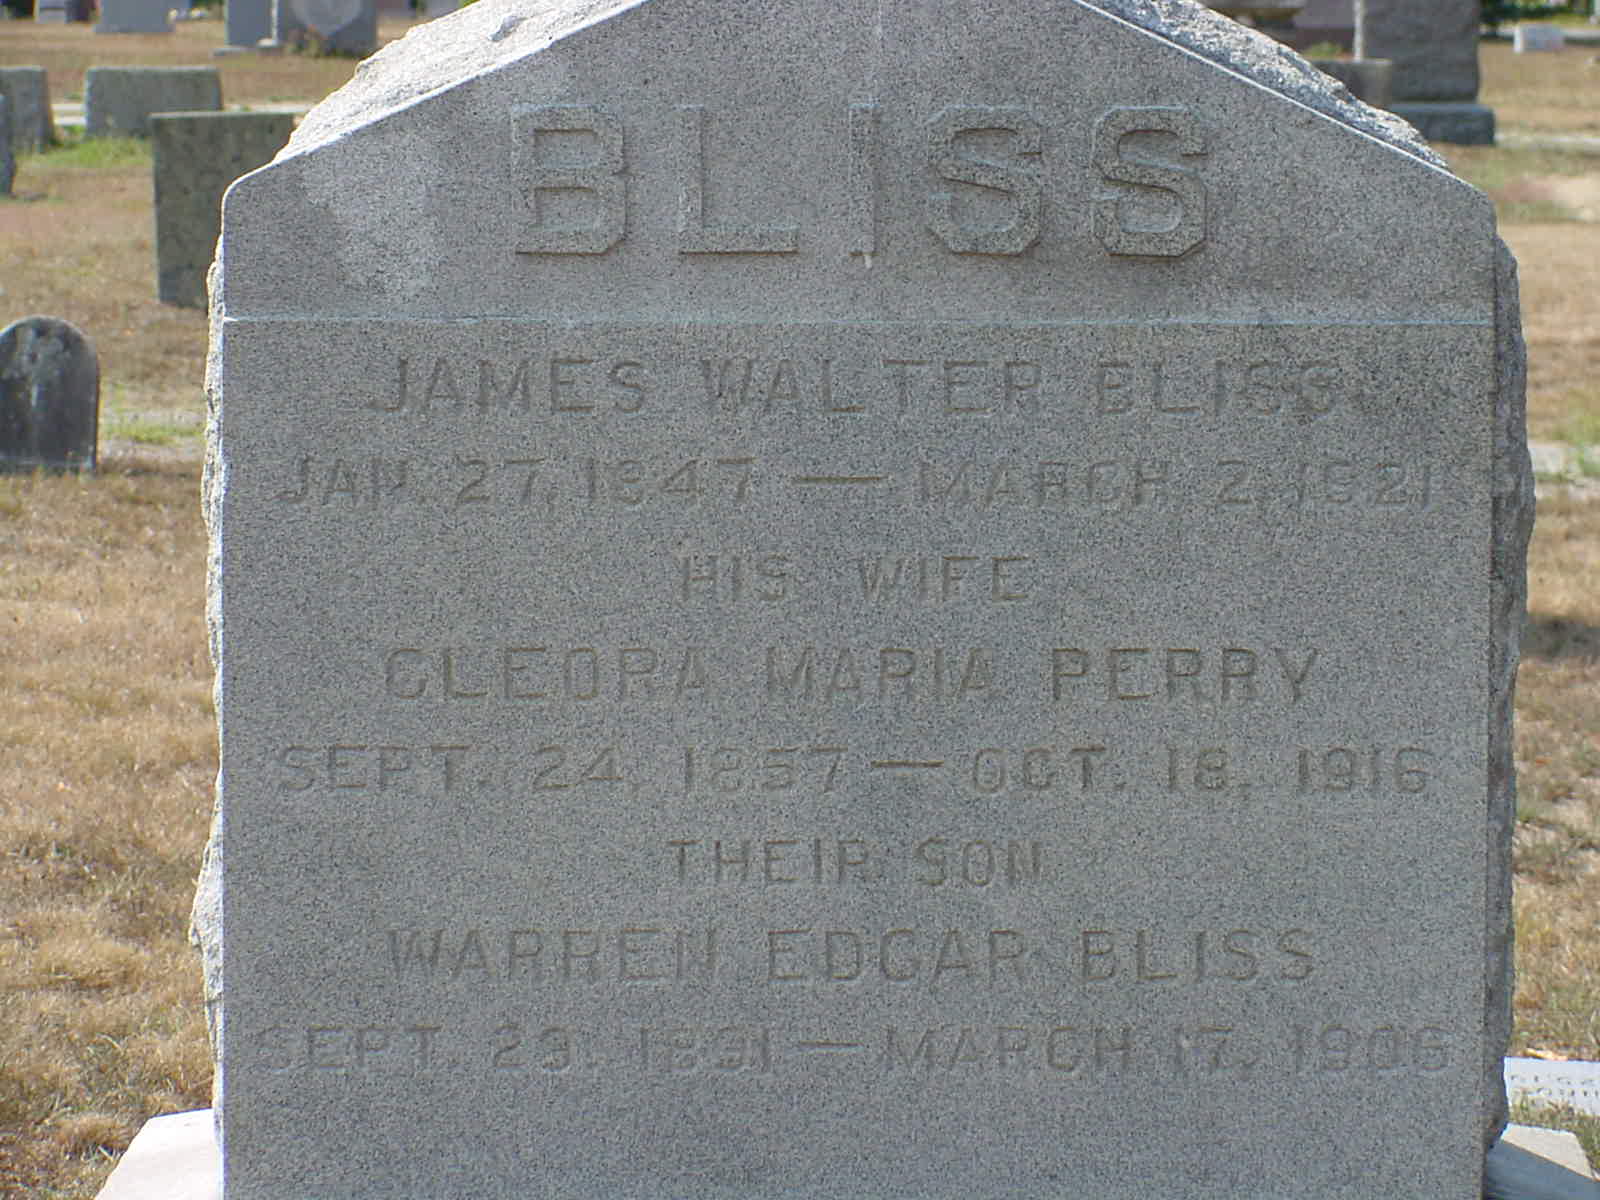 BLISS
JAMES WALTER BLISS
JAN. 27, 1847 — MARCH 2, 1921
HIS WIFE
CLEORA MARIA PERRY
SEPT. 24, 1857 — OCT. 18, 1916
THEIR SON
WARREN EDGAR BLISS
SEPT. 29, 1891 — MARCH 17, 1906